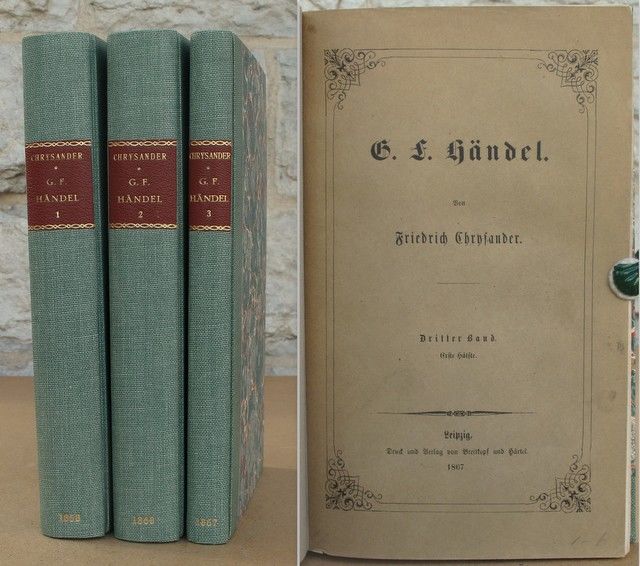 CHRYSANDER
G. F.
HÄNDEL
1
1858
CHRYSANDER
G. F.
HÄNDEL
2
1860
CHRYSANDER
G. F.
HÄNDEL
3
1867
G. F. Händel.
Von
Friedrich Chrysander.
Dritter Band.
Erste Hälfte.
Leipzig,
Druck und Verlag von Breitkopf und Härtel.
1867